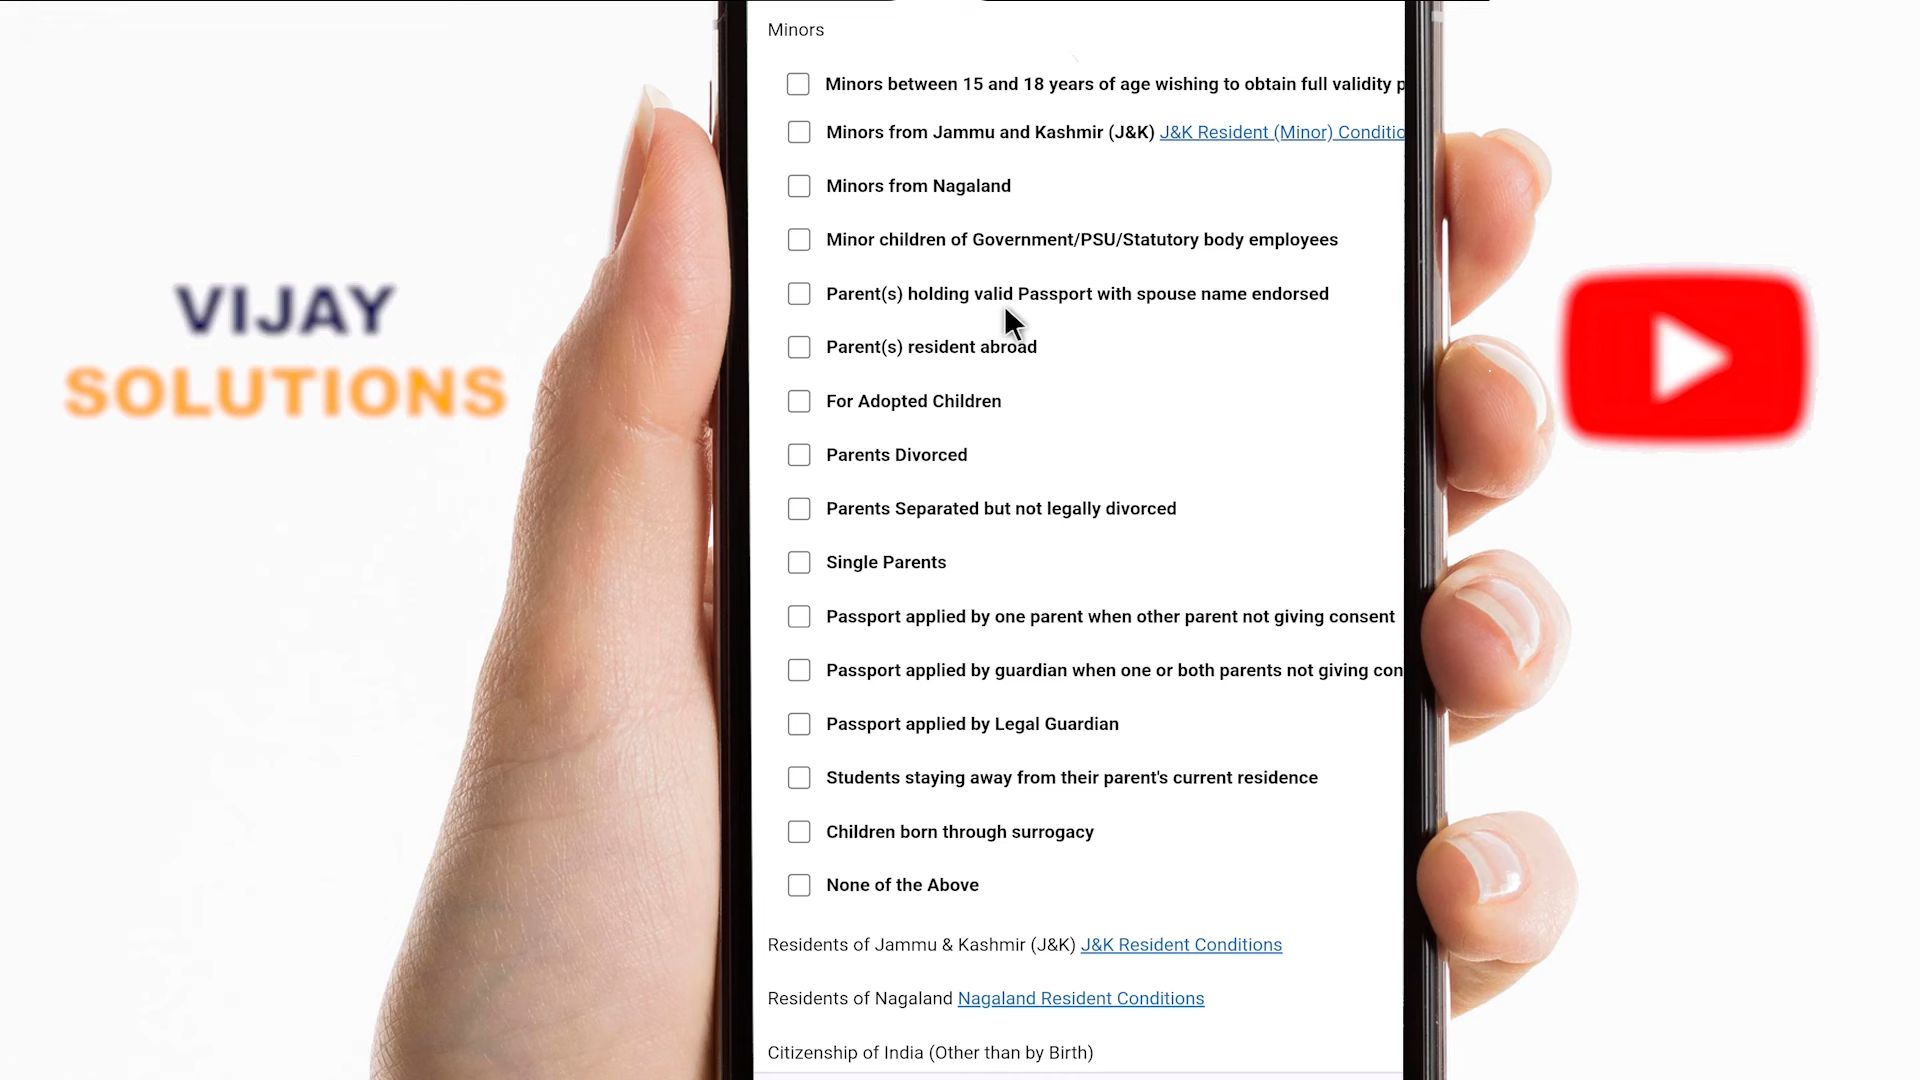 Minors
Minors between 15 and 18 years of age wishing to obtain full validity p
Minors from Jammu and Kashmir (J&K) J&K Resident (Minor) Conditio
Minors from Nagaland
Minor children of Government/PSU/Statutory body employees
Parent(s) holding valid Passport with spouse name endorsed
Parent(s) resident abroad
For Adopted Children
Parents Divorced
Parents Separated but not legally divorced
Single Parents
Passport applied by one parent when other parent not giving consent
Passport applied by guardian when one or both parents not giving con
Passport applied by Legal Guardian
Students staying away from their parent's current residence
Children born through surrogacy
None of the Above
Residents of Jammu & Kashmir (J&K) J&K Resident Conditions
Residents of Nagaland Nagaland Resident Conditions
Citizenship of India (Other than by Birth)
VIJAY
SOLUTIONS